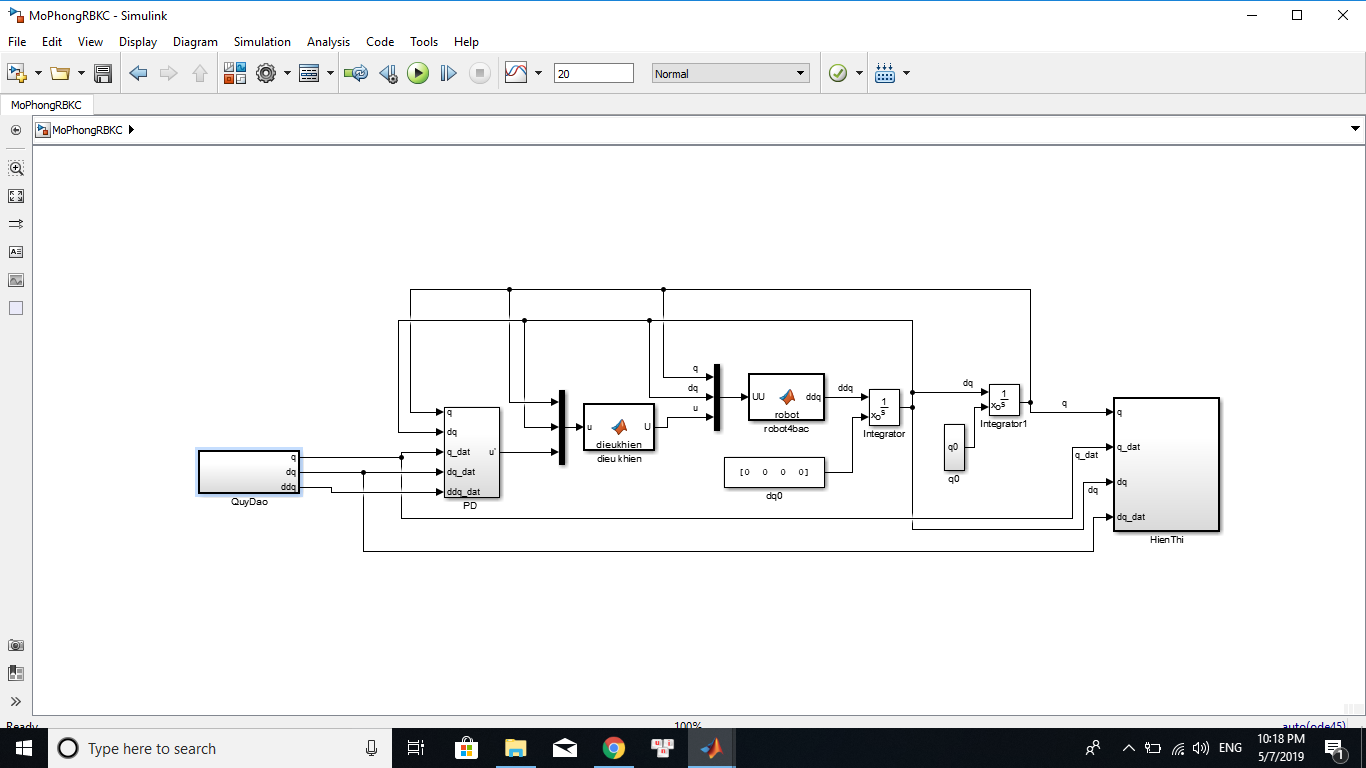 MoPhongRBKC - Simulink
File Edit View Display Diagram Simulation Analysis Code Tools Help
20 Normal
MoPhongRBKC
MoPhongRBKC
q
dq
ddq
QuyDao
q
dq
q_dat
dq_dat
ddq_dat
u'
PD
u
U
dieukhien
dieu khien
q
dq
u
UU
ddq
robot
robot4bac
ddq
1
s
xo
Integrator
[0 0 0 0]
dq0
dq
1
s
xo
Integrator1
q0
q0
q
q_dat
dq
q
q_dat
dq
dq_dat
HienThi
Ready 100% auto(ode45)
Type here to search
ENG
10:18 PM
5/7/2019
1